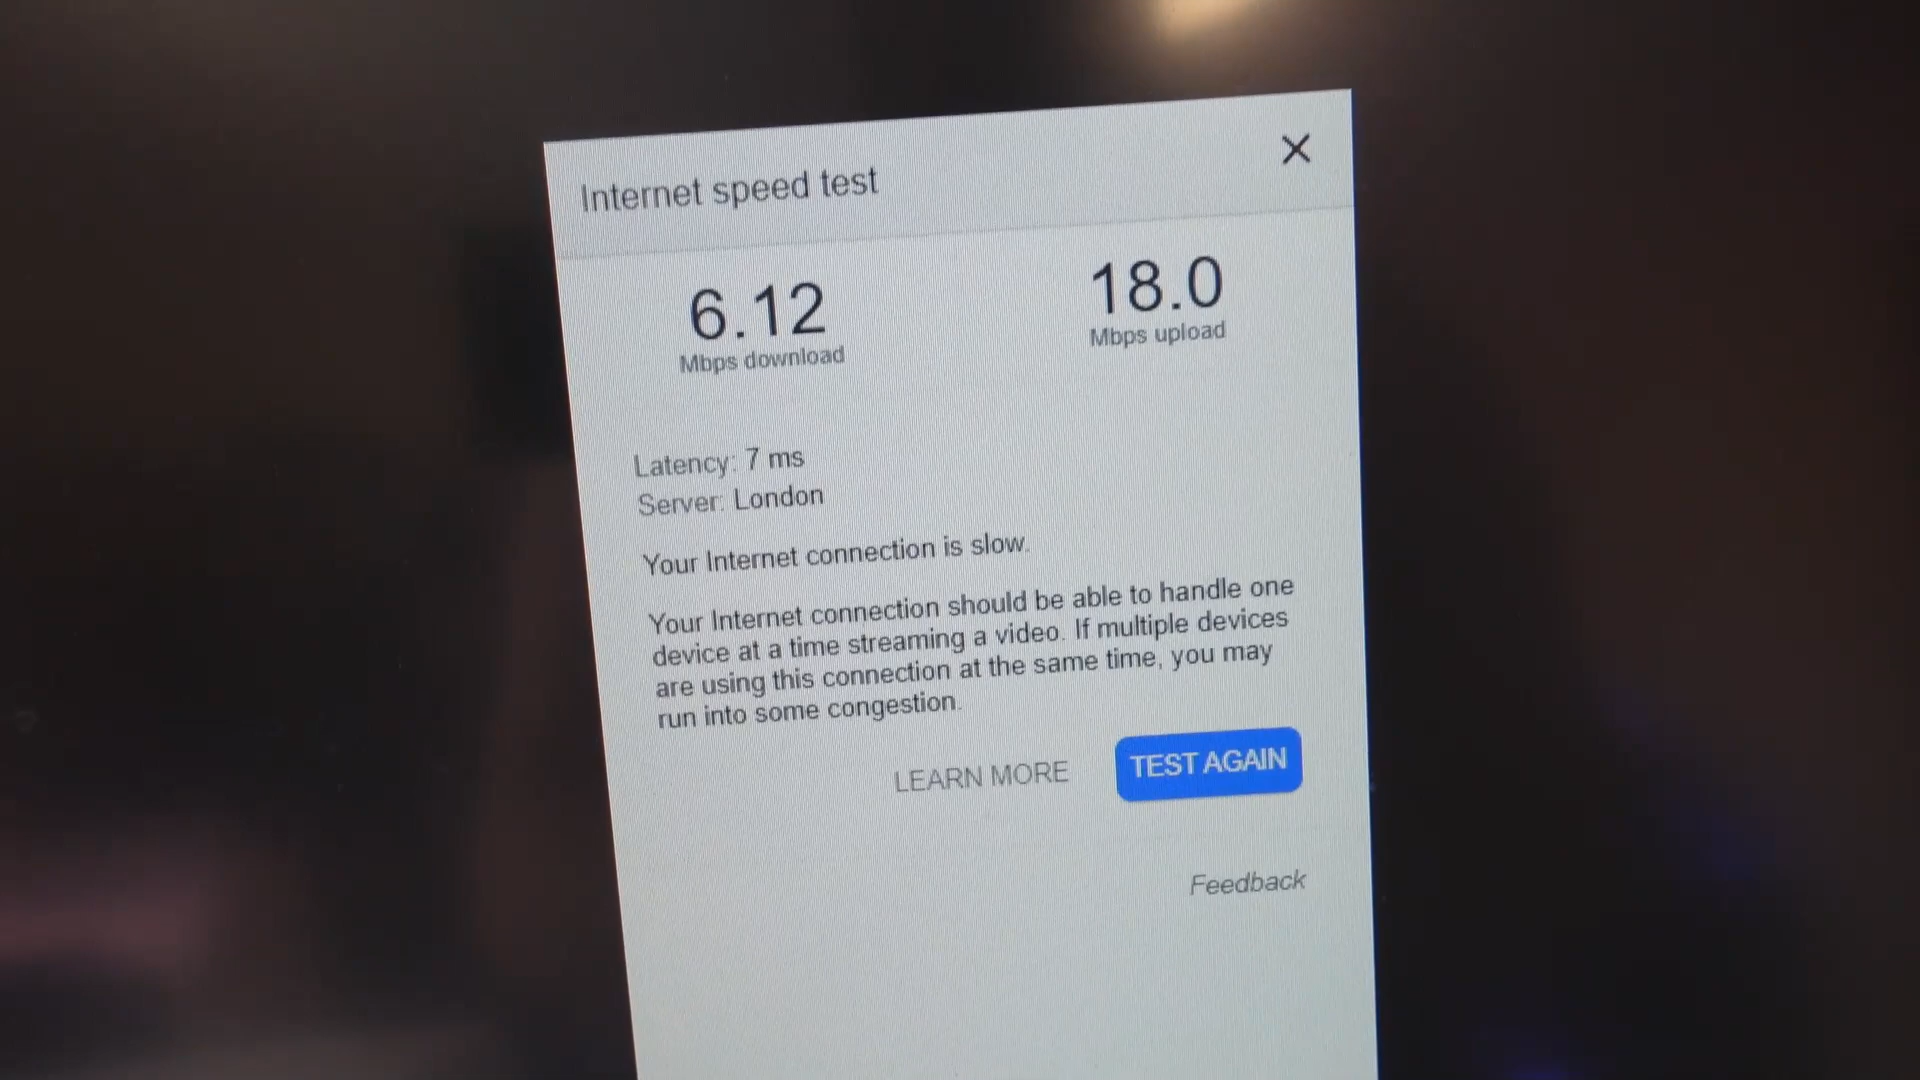 Internet speed test
6.12
Mbps download
18.0
Mbps upload
Latency: 7 ms
Server: London
Your Internet connection is slow.
Your Internet connection should be able to handle one
device at a time streaming a video. If multiple devices
are using this connection at the same time, you may
run into some congestion.
LEARN MORE
TEST AGAIN
Feedback